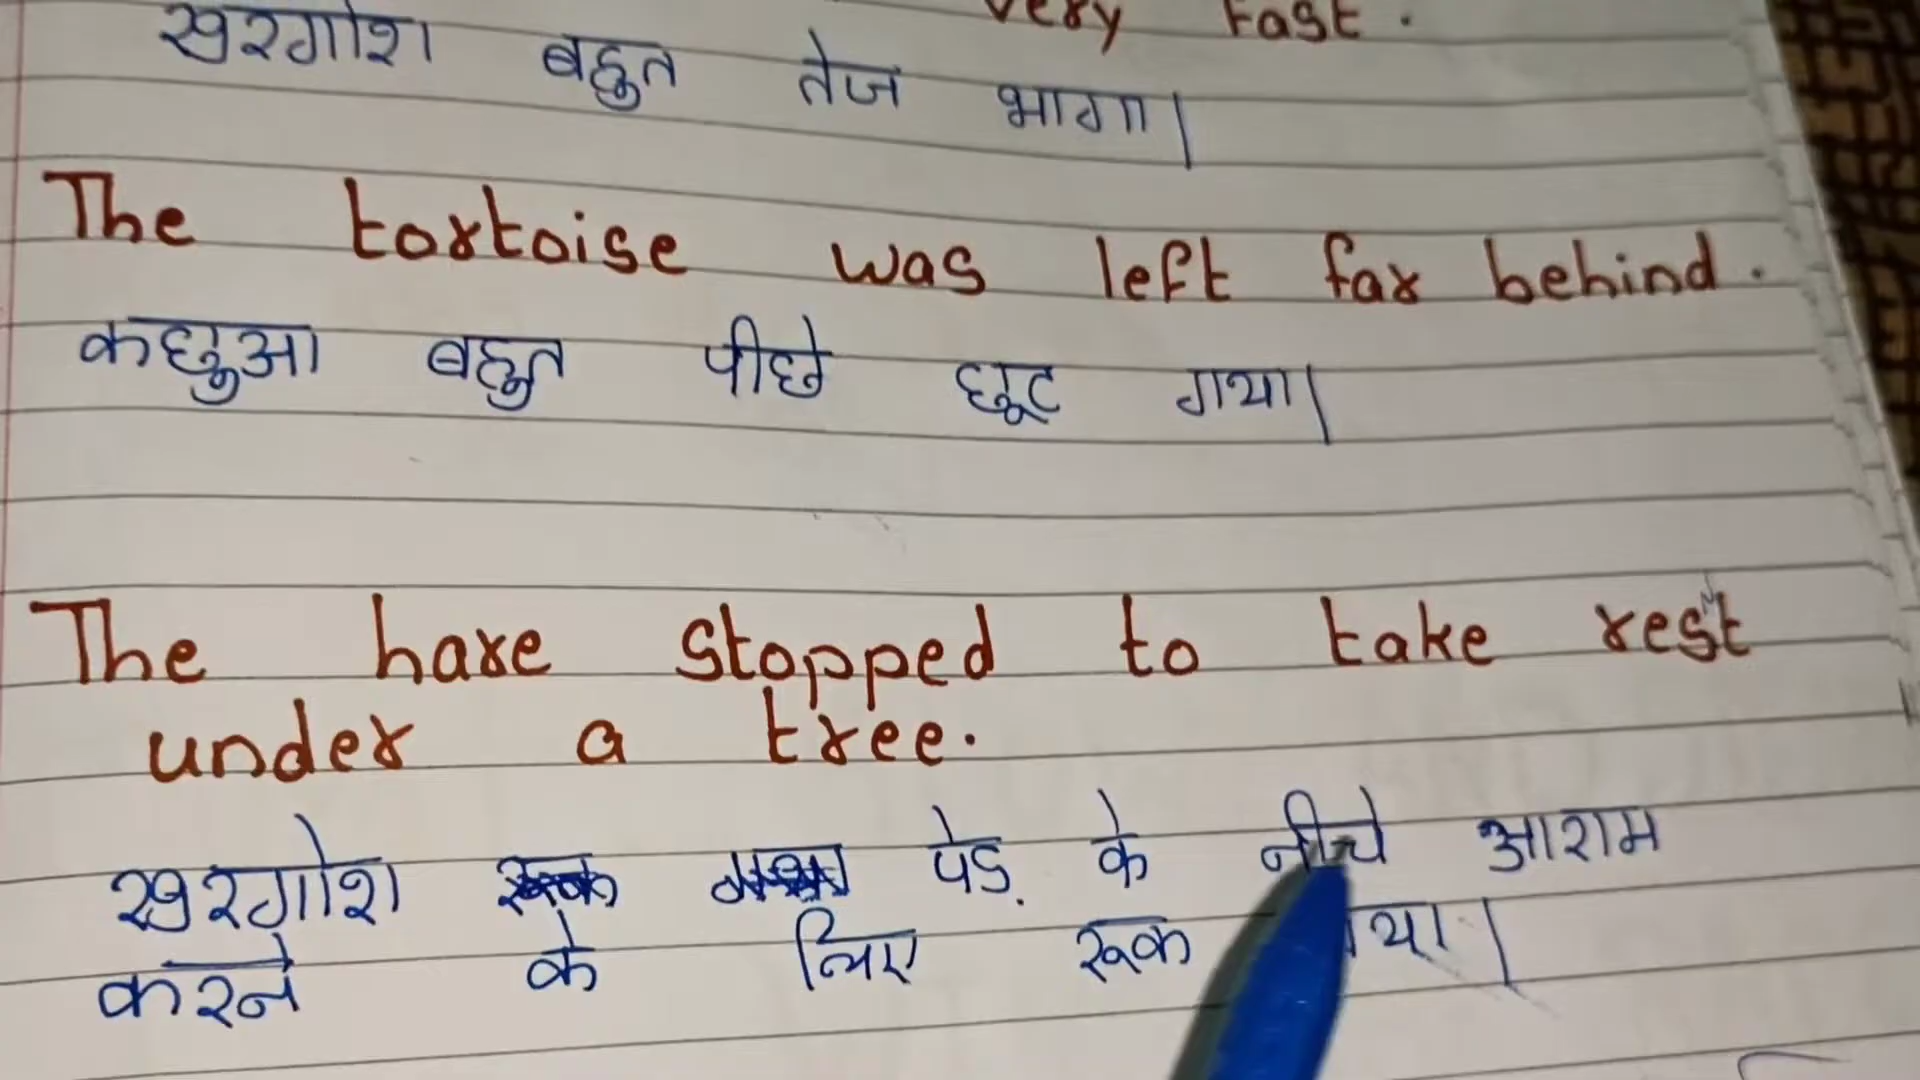 very fast.
खरगोश बहुत तेज भागा|
The tortoise was left far behind.
कछुआ बहुत पीछे छूट गया|
The hare stopped to take rest
under a tree.
खरगोश पेड़ के नीचे आराम
करने के लिए रूक गया|